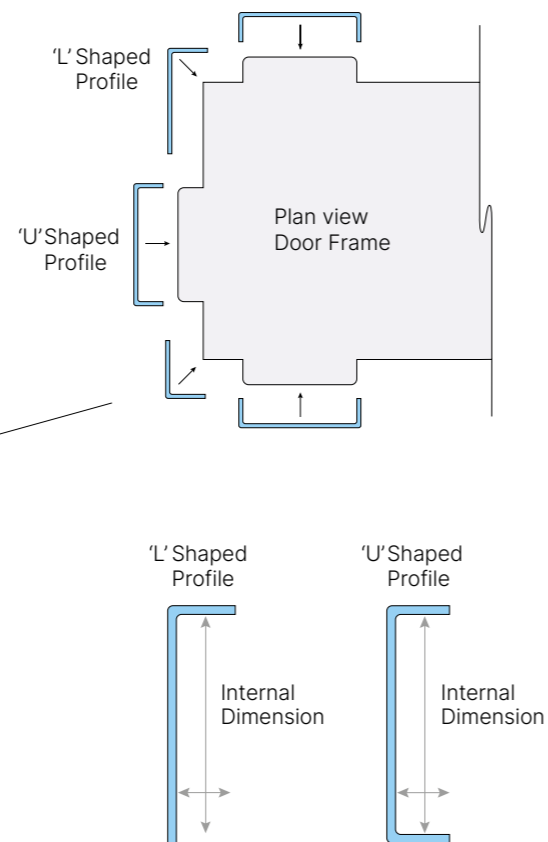 ‘L’ Shaped
Profile
‘U’ Shaped
Profile
Plan view
Door Frame
‘L’ Shaped
Profile
‘U’ Shaped
Profile
Internal
Dimension
Internal
Dimension